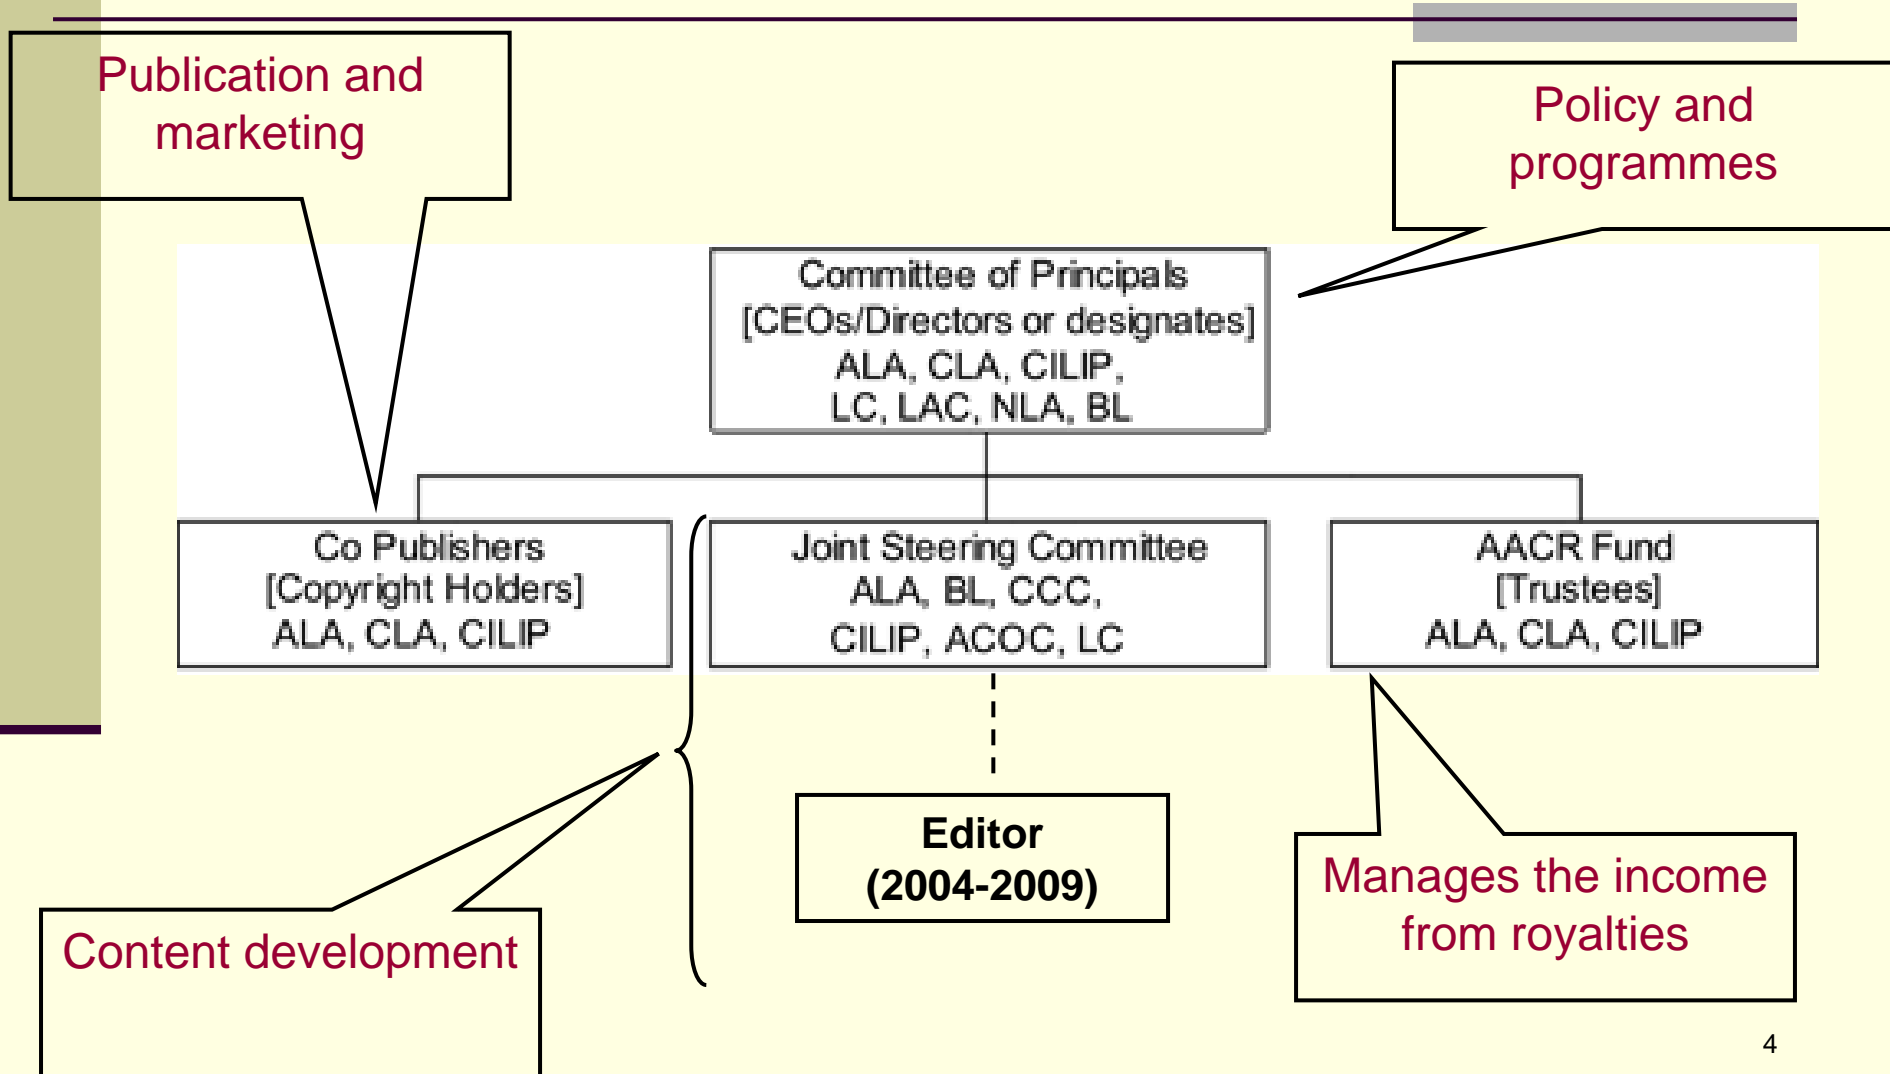 Publication and
marketing
Policy and
programmes
Committee of Principals
[CEOs/Directors or designates]
ALA, CLA, CILIP,
LC, LAC, NLA, BL
Co Publishers
[Copyright Holders]
ALA, CLA, CILIP
Joint Steering Committee
ALA, BL, CCC,
CILIP, ACOC, LC
AACR Fund
[Trustees]
ALA, CLA, CILIP
Editor
(2004-2009)
Manages the income
from royalties
Content development
4